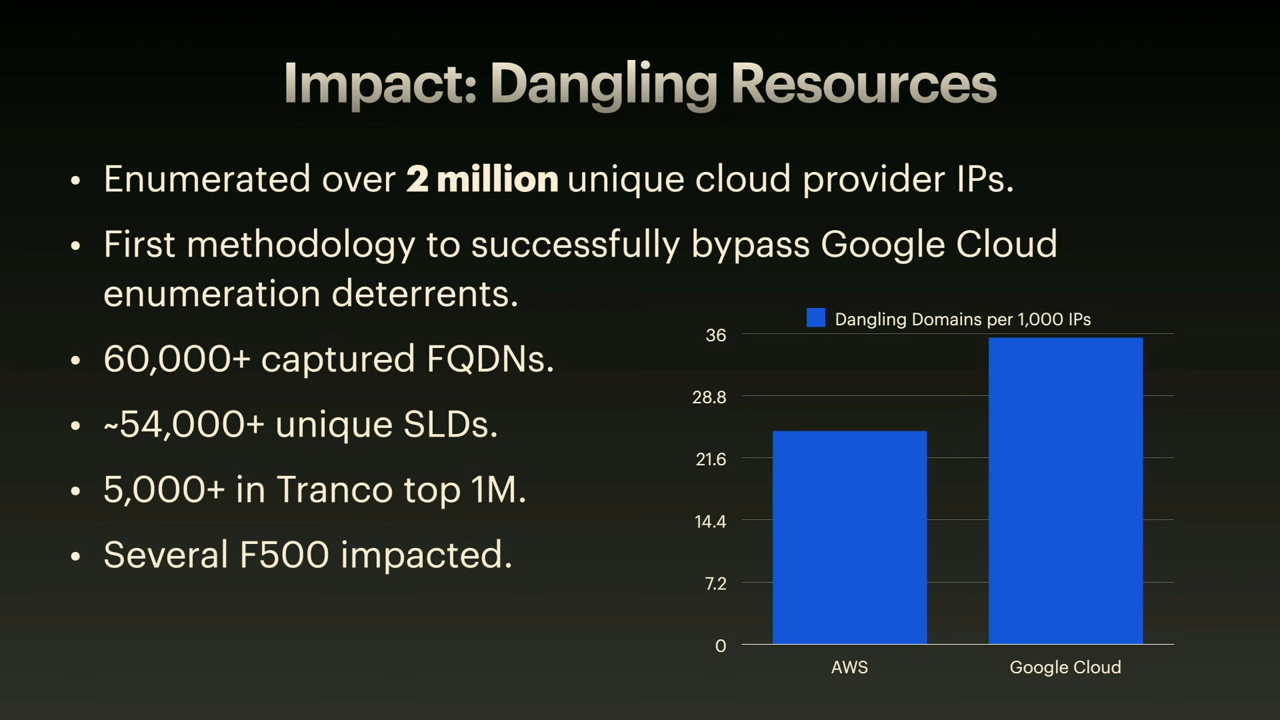 Impact: Dangling Resources
• Enumerated over 2 million unique cloud provider IPs.
• First methodology to successfully bypass Google Cloud
enumeration deterrents.
• 60,000+ captured FQDNs.
• ~54,000+ unique SLDs.
• 5,000+ in Tranco top 1M.
• Several F500 impacted.
Dangling Domains per 1,000 IPs
36
28.8
21.6
14.4
7.2
0
AWS
Google Cloud